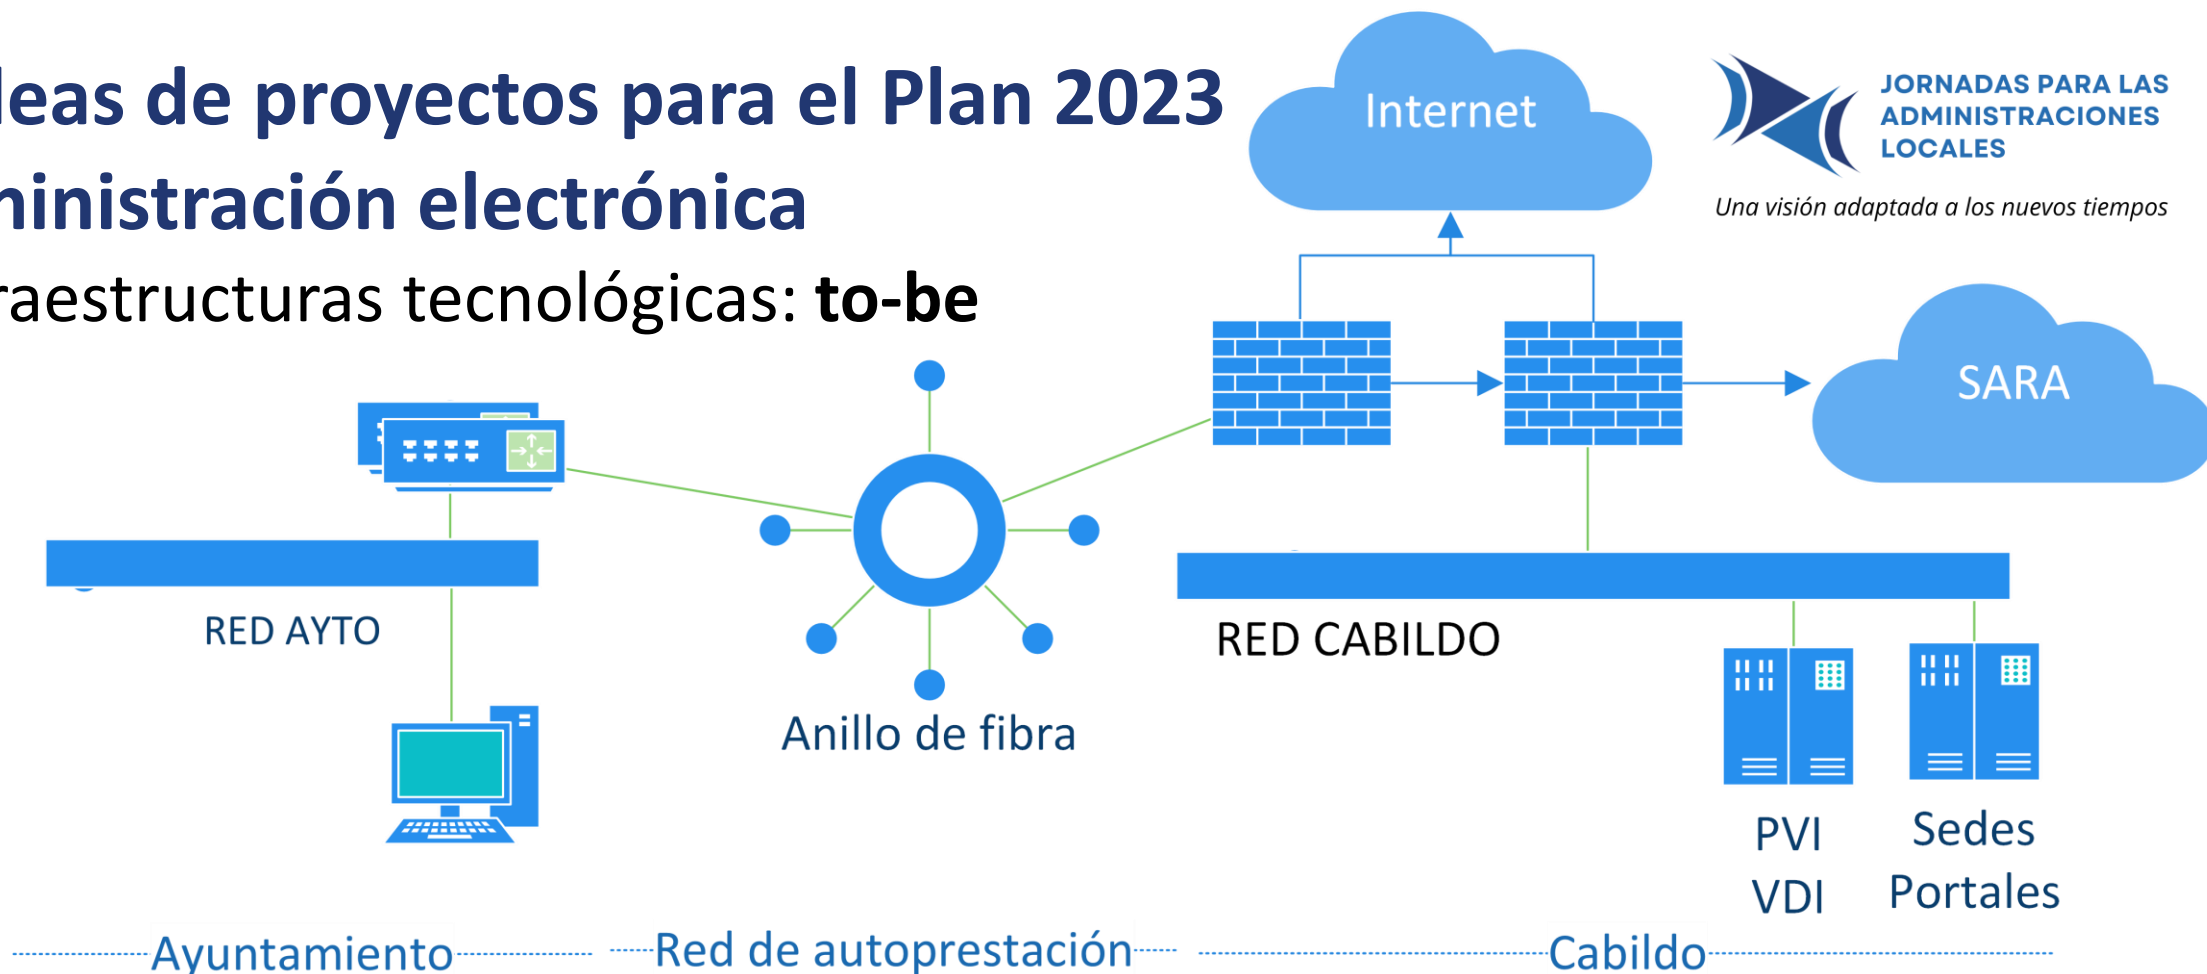 deas de proyectos para el Plan 2023
ministración electrónica
raestructuras tecnológicas: to-be
Internet
JORNADAS PARA LAS
ADMINISTRACIONES
LOCALES
Una visión adaptada a los nuevos tiempos
SARA
RED AYTO
Anillo de fibra
RED CABILDO
PVI
VDI
Sedes
Portales
Ayuntamiento
Red de autoprestación
Cabildo